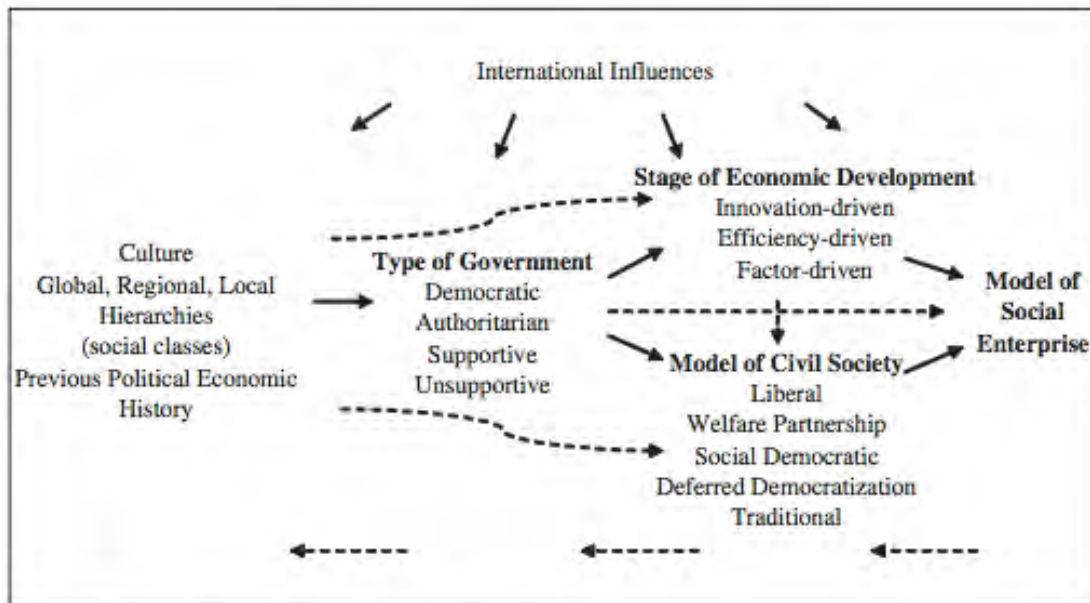 International Influences
Culture
Global, Regional, Local
Hierarchies
(social classes)
Previous Political Economic
History
Type of Government
Democratic
Authoritarian
Supportive
Unsupportive
Stage of Economic Development
Innovation-driven
Efficiency-driven
Factor-driven
Model of Civil Society
Liberal
Welfare Partnership
Social Democratic
Deferred Democratization
Traditional
Model of
Social
Enterprise